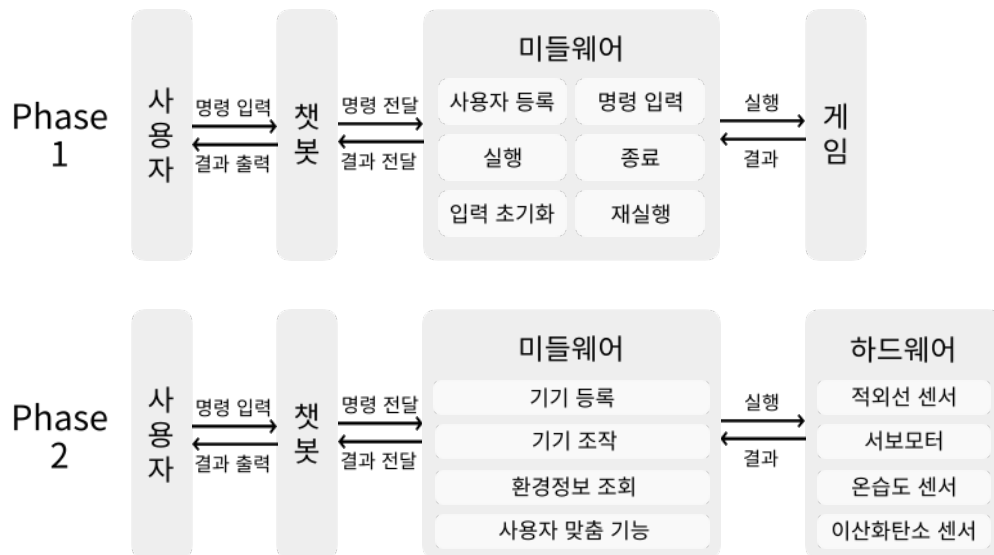 Phase
1
사용자
명령 입력
결과 출력
챗봇
명령 전달
결과 전달
미들웨어
사용자 등록
명령 입력
실행
종료
입력 초기화
재실행
실행
결과
게임
Phase
2
사용자
명령 입력
결과 출력
챗봇
명령 전달
결과 전달
미들웨어
기기 등록
기기 조작
환경정보 조회
사용자 맞춤 기능
실행
결과
하드웨어
적외선 센서
서보모터
온습도 센서
이산화탄소 센서